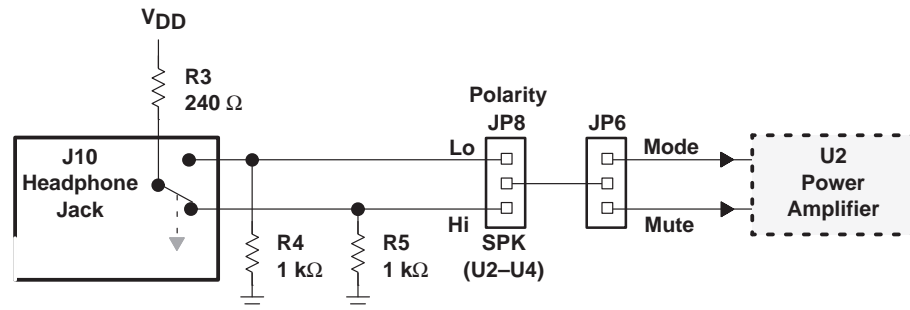 VDD
R3
240 Ω
Polarity
JP8
JP6
J10
Headphone
Jack
Lo
Mode
U2
Power
Amplifier
Hi
Mute
R4
1 kΩ
R5
1 kΩ
SPK
(U2–U4)